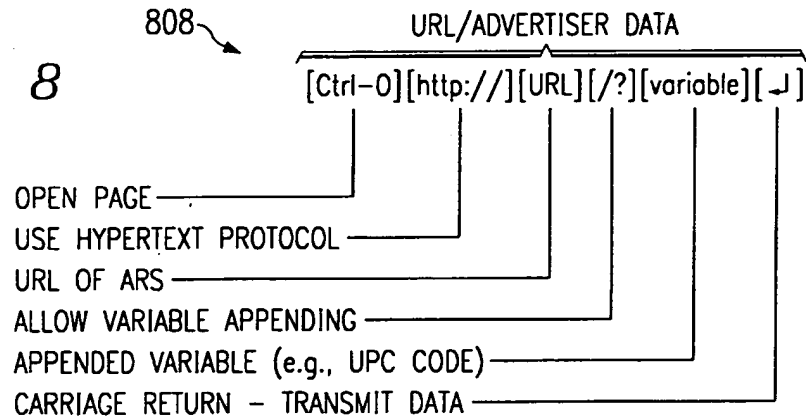 808
URL/ADVERTISER DATA
8
[Ctrl-O][http://][URL][/?][variable][↵]
OPEN PAGE
USE HYPERTEXT PROTOCOL
URL OF ARS
ALLOW VARIABLE APPENDING
APPENDED VARIABLE (e.g., UPC CODE)
CARRIAGE RETURN - TRANSMIT DATA